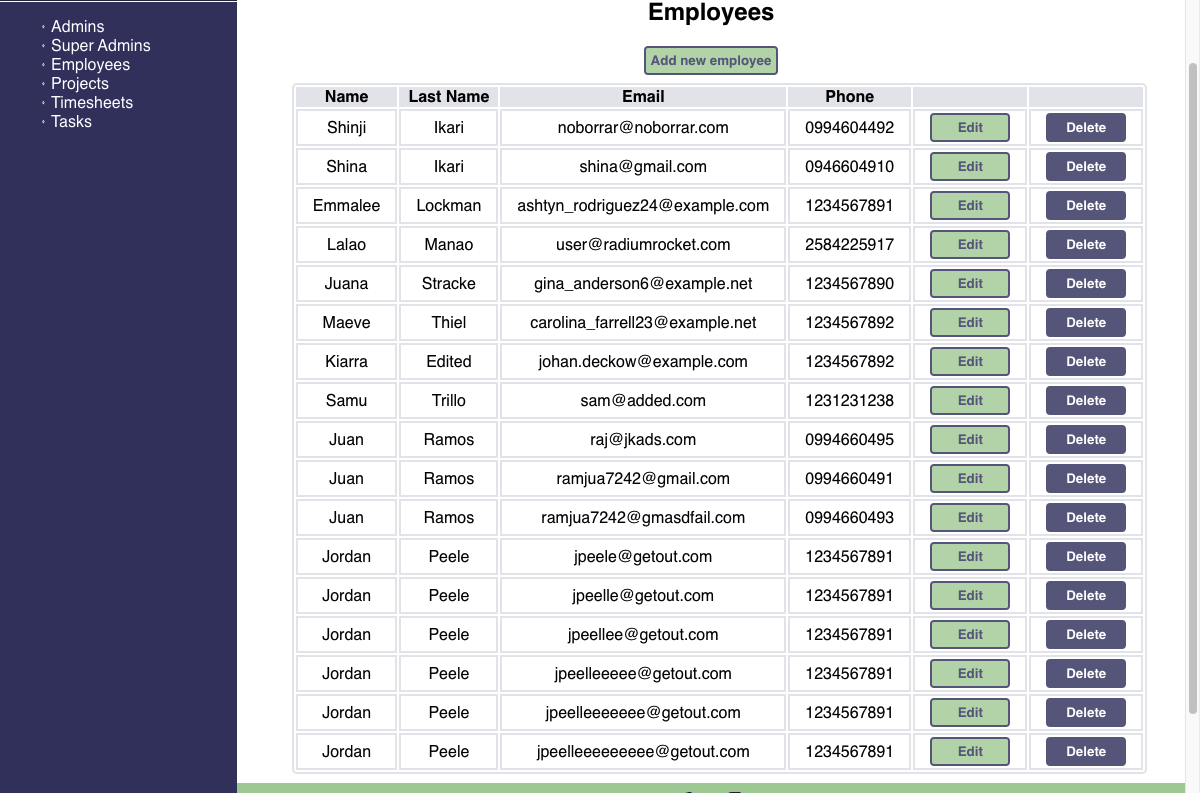 Admins
Super Admins
Employees
Projects
Timesheets
Tasks
Employees
Add new employee
Name Last Name Email Phone
Shinji Ikari noborrar@noborrar.com 0994604492 Edit Delete
Shina Ikari shina@gmail.com 0946604910 Edit Delete
Emmalee Lockman ashtyn_rodriguez24@example.com 1234567891 Edit Delete
Lalao Manao user@radiumrocket.com 2584225917 Edit Delete
Juana Stracke gina_anderson6@example.net 1234567890 Edit Delete
Maeve Thiel carolina_farrell23@example.net 1234567892 Edit Delete
Kiarra Edited johan.deckow@example.com 1234567892 Edit Delete
Samu Trillo sam@added.com 1231231238 Edit Delete
Juan Ramos raj@jkads.com 0994660495 Edit Delete
Juan Ramos ramjua7242@gmail.com 0994660491 Edit Delete
Juan Ramos ramjua7242@gmasdfail.com 0994660493 Edit Delete
Jordan Peele jpeele@getout.com 1234567891 Edit Delete
Jordan Peele jpeelle@getout.com 1234567891 Edit Delete
Jordan Peele jpeellee@getout.com 1234567891 Edit Delete
Jordan Peele jpeelleeeee@getout.com 1234567891 Edit Delete
Jordan Peele jpeelleeeeeee@getout.com 1234567891 Edit Delete
Jordan Peele jpeelleeeeeeeee@getout.com 1234567891 Edit Delete